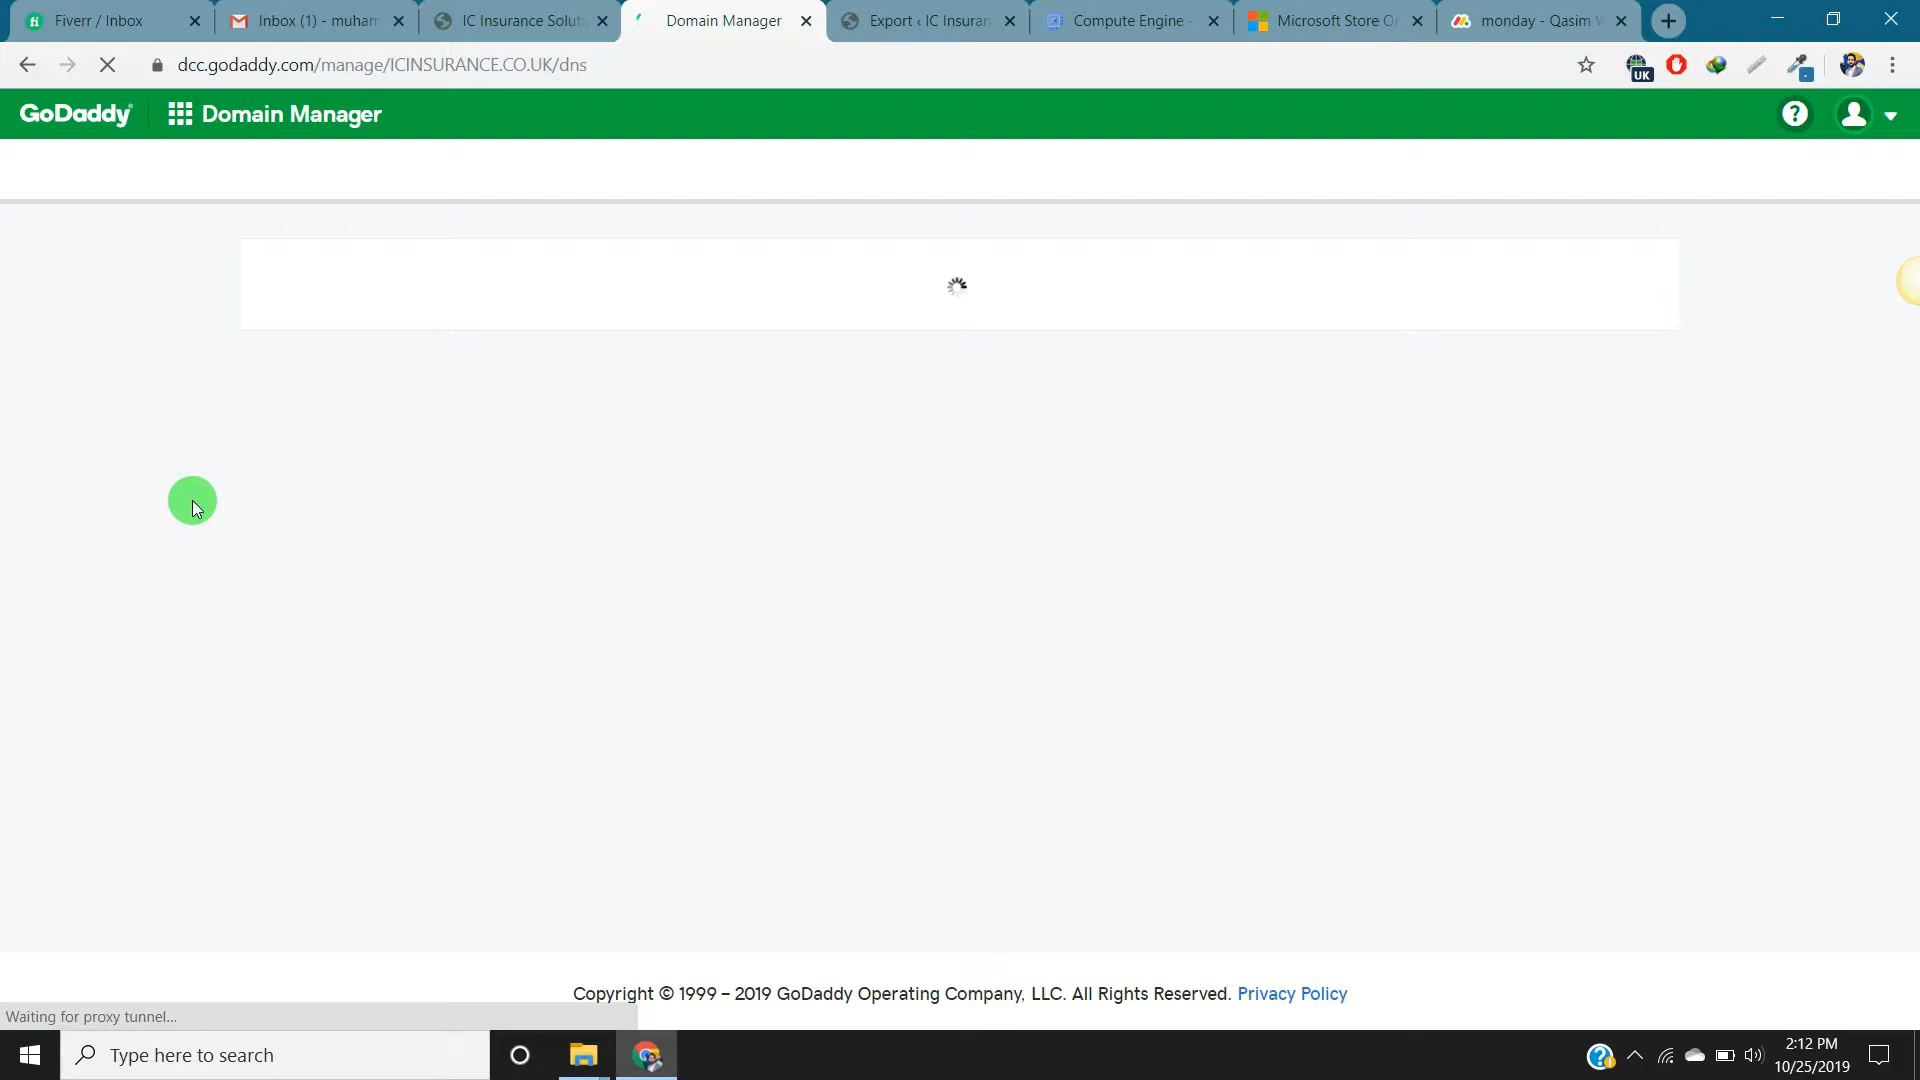 Fiverr / Inbox
Inbox (1) - muham
IC Insurance Soluti
Domain Manager
Export ‹ IC Insuran
Compute Engine -
Microsoft Store O
monday - Qasim
dcc.godaddy.com/manage/ICINSURANCE.CO.UK/dns
UK
GoDaddy
Domain Manager
?
Copyright © 1999 – 2019 GoDaddy Operating Company, LLC. All Rights Reserved. Privacy Policy
Waiting for proxy tunnel...
Type here to search
2:12 PM
10/25/2019